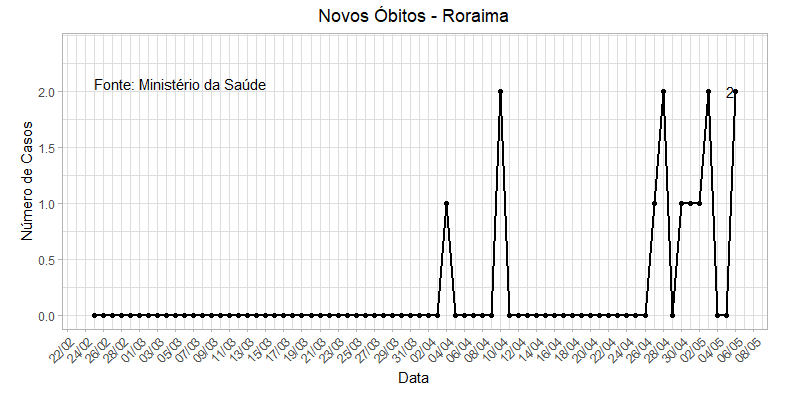 Novos Óbitos - Roraima
Fonte: Ministério da Saúde
2
Número de Casos
2.0
1.5
1.0
0.5
0.0
22/02 24/02 26/02 28/02 01/03 03/03 05/03 07/03 09/03 11/03 13/03 15/03 17/03 19/03 21/03 23/03 25/03 27/03 29/03 31/03 02/04 04/04 06/04 08/04 10/04 12/04 14/04 16/04 18/04 20/04 22/04 24/04 26/04 28/04 30/04 02/05 04/05 06/05 08/05
Data